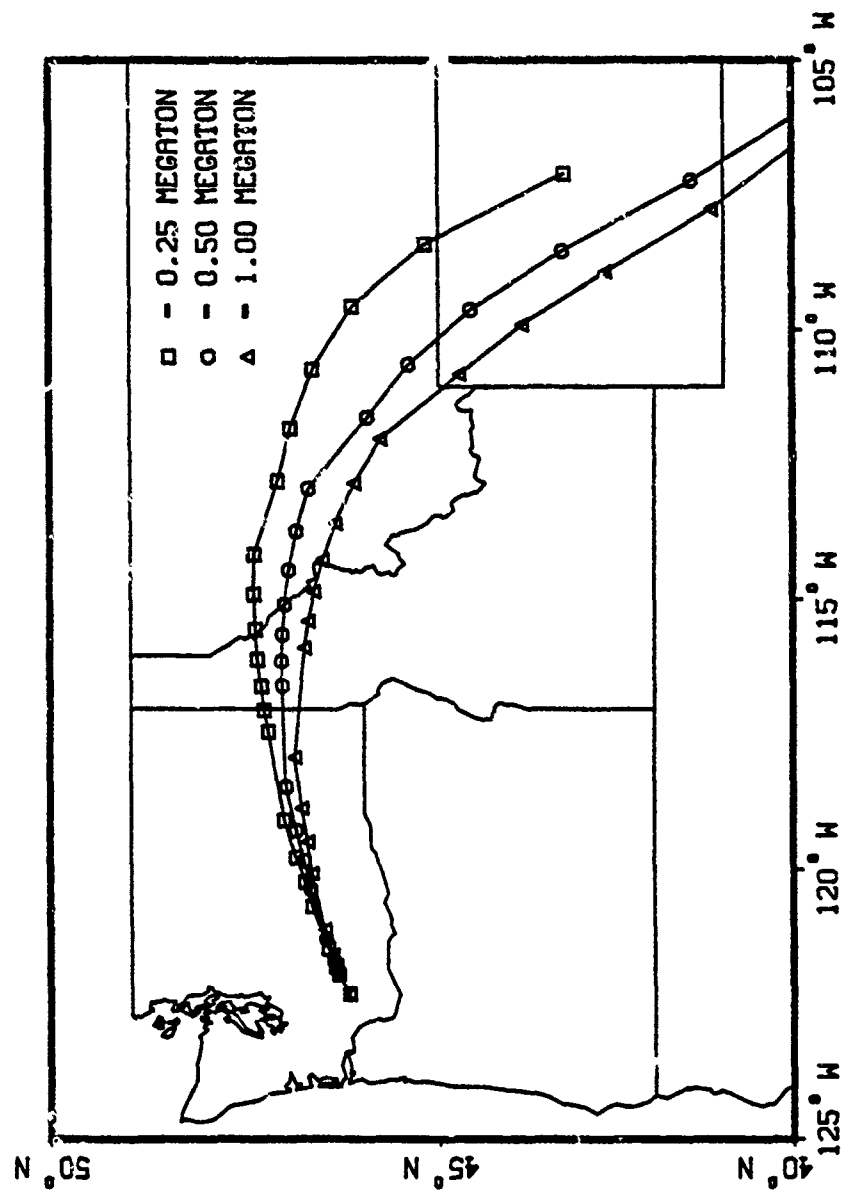 □ - 0.25 MEGATON
○ - 0.50 MEGATON
△ - 1.00 MEGATON
50° N
45° N
40° N
125° W
120° W
115° W
110° W
105° W